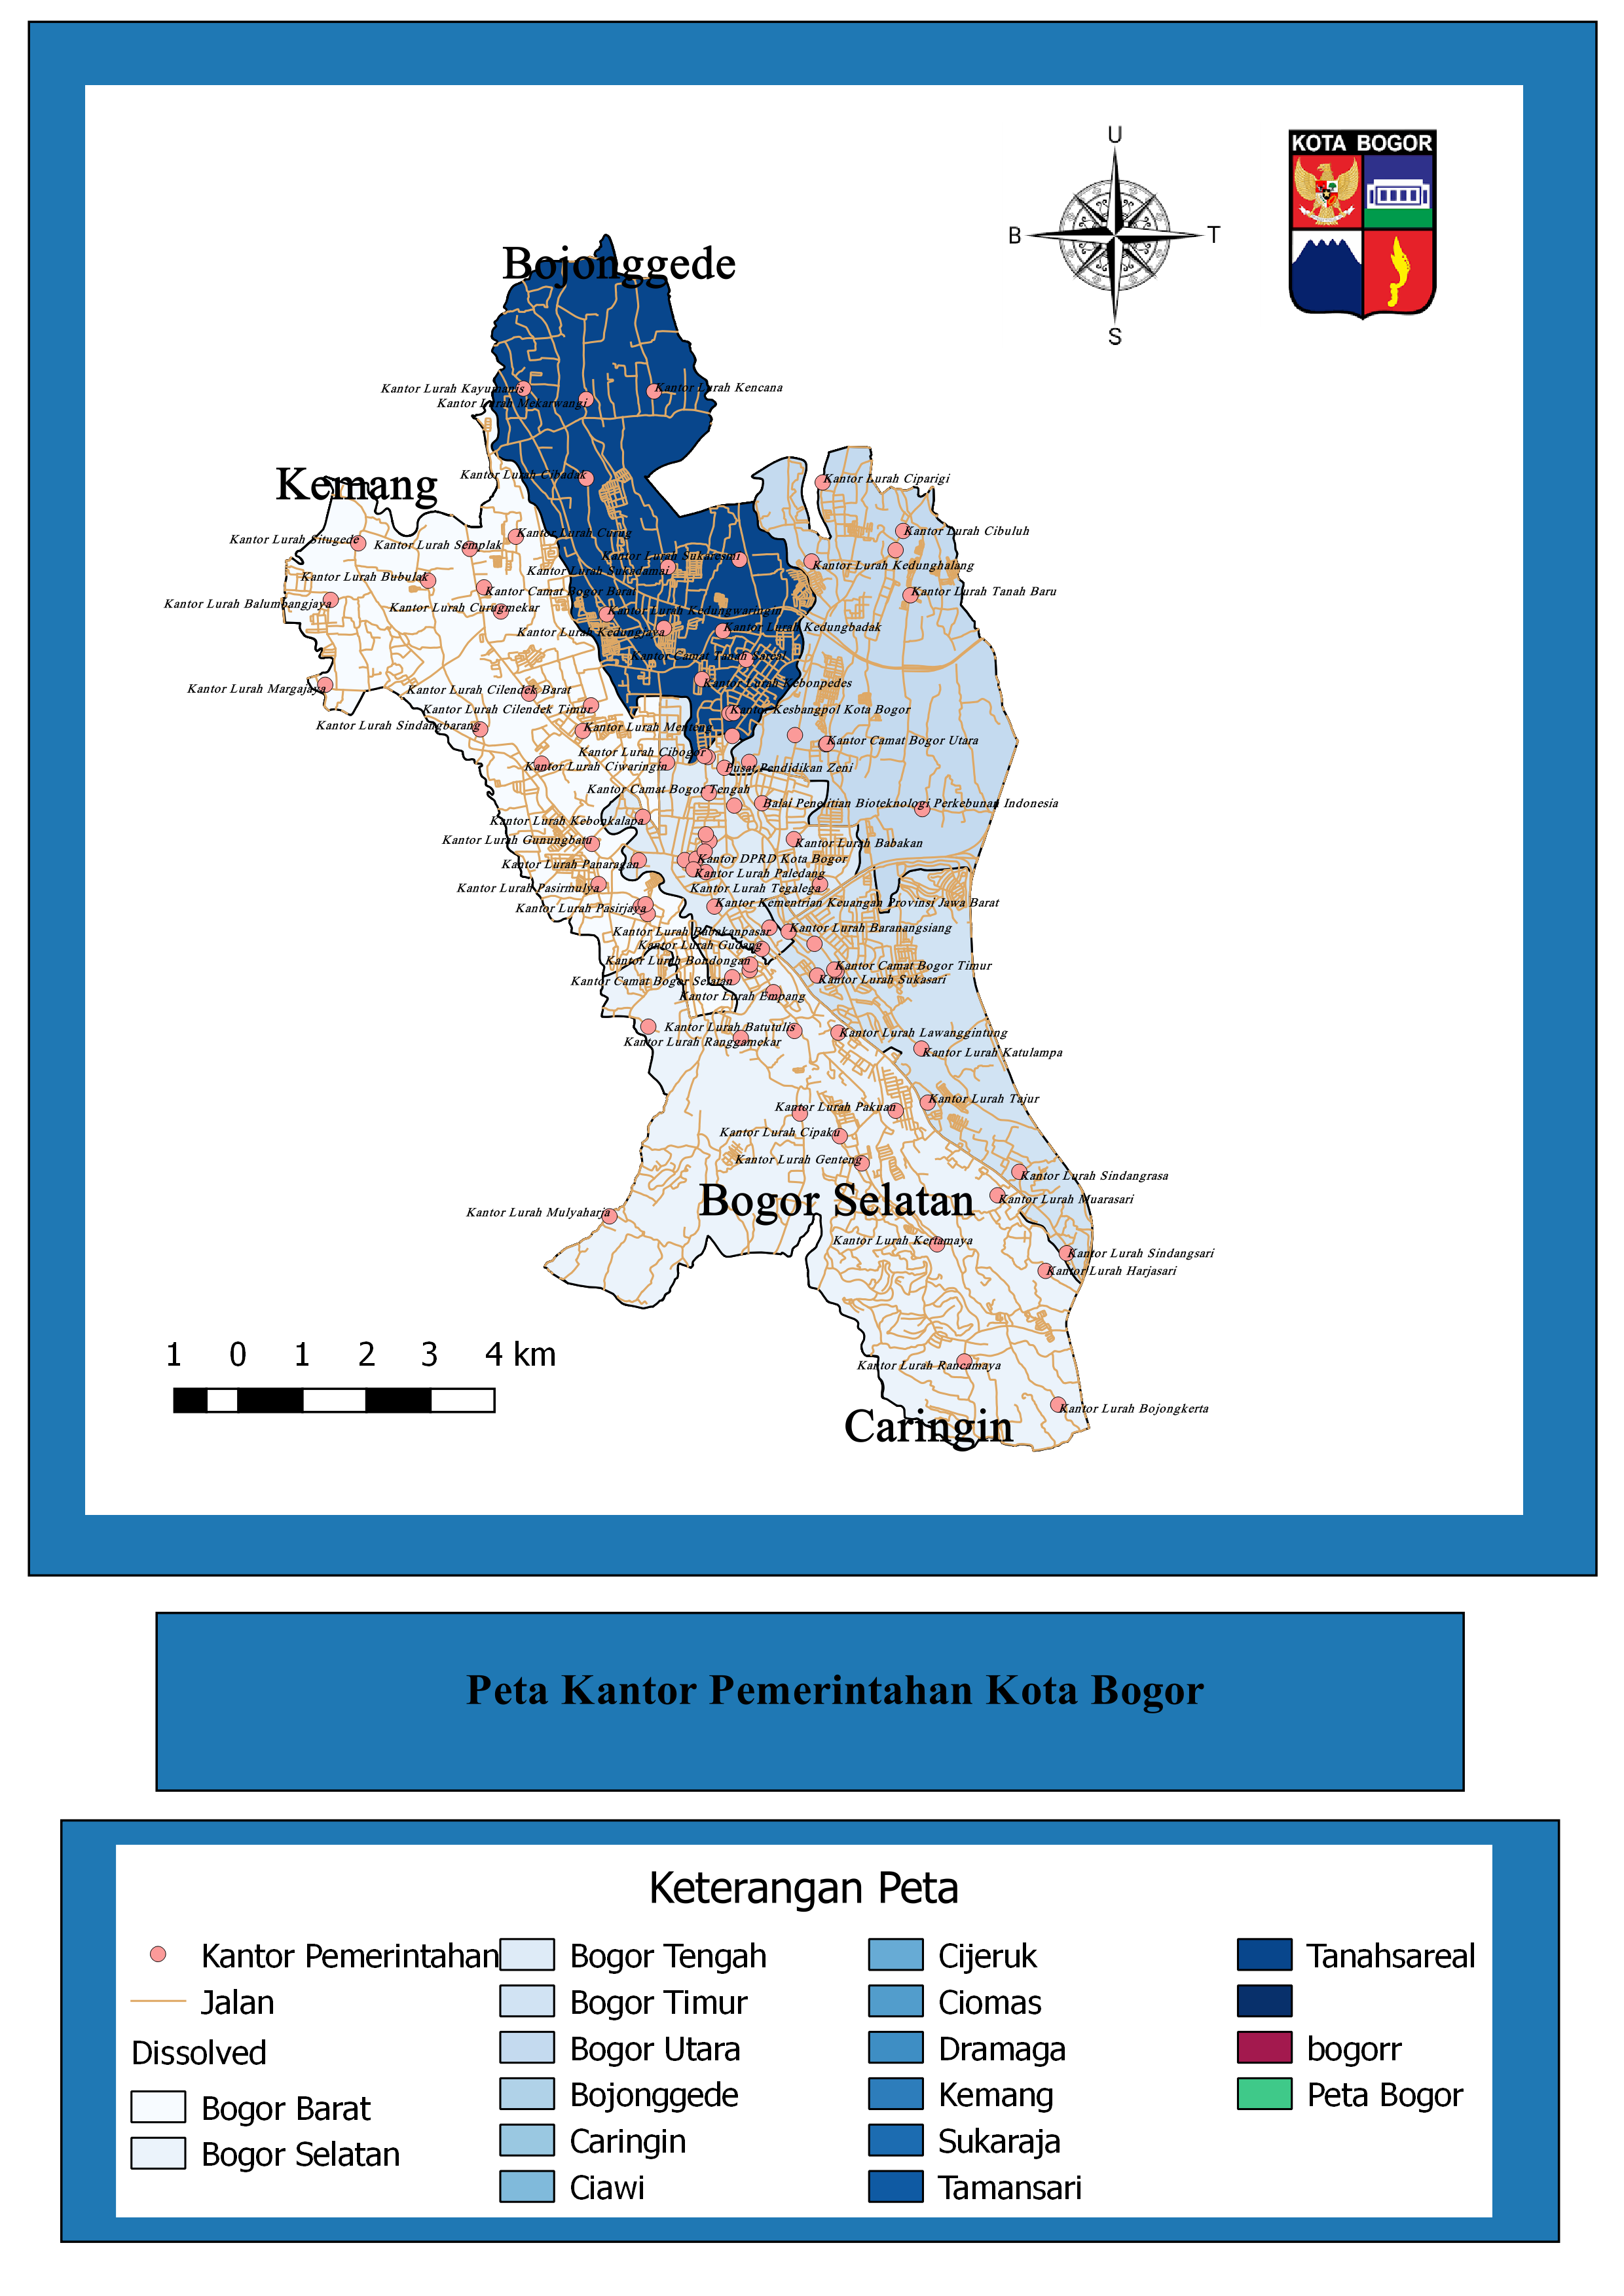 KOTA BOGOR
U
B
T
S
Bojonggede
Kantor Lurah Kayumanis
Kantor Lurah Kencana
Kantor Lurah Mekarwangi
Kemang
Kantor Lurah Cibadak
Kantor Lurah Ciparigi
Kantor Lurah Cibuluh
Kantor Lurah Curug
Kantor Lurah Situgede
Kantor Lurah Semplak
Kantor Lurah Sukaresmi
Kantor Lurah Kedunghalang
Kantor Lurah Sukadamai
Kantor Lurah Bubulak
Kantor Camat Bogor Barat
Kantor Lurah Tanah Baru
Kantor Lurah Balumbangjaya
Kantor Lurah Curugmekar
Kantor Lurah Kedungwaringin
Kantor Lurah Kedungjaya
Kantor Lurah Kedungbadak
Kantor Camat Tanah Sareal
Kantor Lurah Kebonpedes
Kantor Lurah Margajaya
Kantor Lurah Cilendek Barat
Kantor Lurah Cilendek Timur
Kantor Kesbangpol Kota Bogor
Kantor Lurah Sindangbarang
Kantor Lurah Menteng
Kantor Camat Bogor Utara
Kantor Lurah Cibogor
Kantor Lurah Ciwaringin
Pusat Pendidikan Zeni
Kantor Camat Bogor Tengah
Balai Penelitian Bioteknologi Perkebunan Indonesia
Kantor Lurah Kebonkalapa
Kantor Lurah Gunungbatu
Kantor Lurah Babakan
Kantor Lurah Panaragan
Kantor DPRD Kota Bogor
Kantor Lurah Paledang
Kantor Lurah Pasirmulya
Kantor Lurah Tegalega
Kantor Lurah Pasirjaya
Kantor Kementrian Keuangan Provinsi Jawa Barat
Kantor Lurah Babakanpasar
Kantor Lurah Baranangsiang
Kantor Lurah Gudang
Kantor Lurah Bondongan
Kantor Camat Bogor Timur
Kantor Camat Bogor Selatan
Kantor Lurah Sukasari
Kantor Lurah Empang
Kantor Lurah Batutulis
Kantor Lurah Lawanggintung
Kantor Lurah Ranggamekar
Kantor Lurah Katulampa
Kantor Lurah Tajur
Kantor Lurah Pakuan
Kantor Lurah Cipaku
Kantor Lurah Genteng
Kantor Lurah Sindangrasa
Bogor Selatan
Kantor Lurah Muarasari
Kantor Lurah Mulyaharja
Kantor Lurah Kertamaya
Kantor Lurah Sindangsari
Kantor Lurah Harjasari
1 0 1 2 3 4 km
Kantor Lurah Rancamaya
Kantor Lurah Bojongkerta
Caringin
Peta Kantor Pemerintahan Kota Bogor
Keterangan Peta
Kantor Pemerintahan
Jalan
Dissolved
Bogor Barat
Bogor Selatan
Bogor Tengah
Bogor Timur
Bogor Utara
Bojonggede
Caringin
Ciawi
Cijeruk
Ciomas
Dramaga
Kemang
Sukaraja
Tamansari
Tanahsareal
bogorr
Peta Bogor